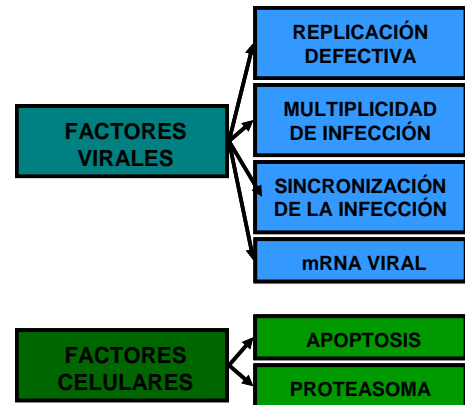 FACTORES
VIRALES
REPLICACIÓN
DEFECTIVA
MULTIPLICIDAD
DE INFECCIÓN
SINCRONIZACIÓN
DE LA INFECCIÓN
mRNA VIRAL
FACTORES
CELULARES
APOPTOSIS
PROTEASOMA